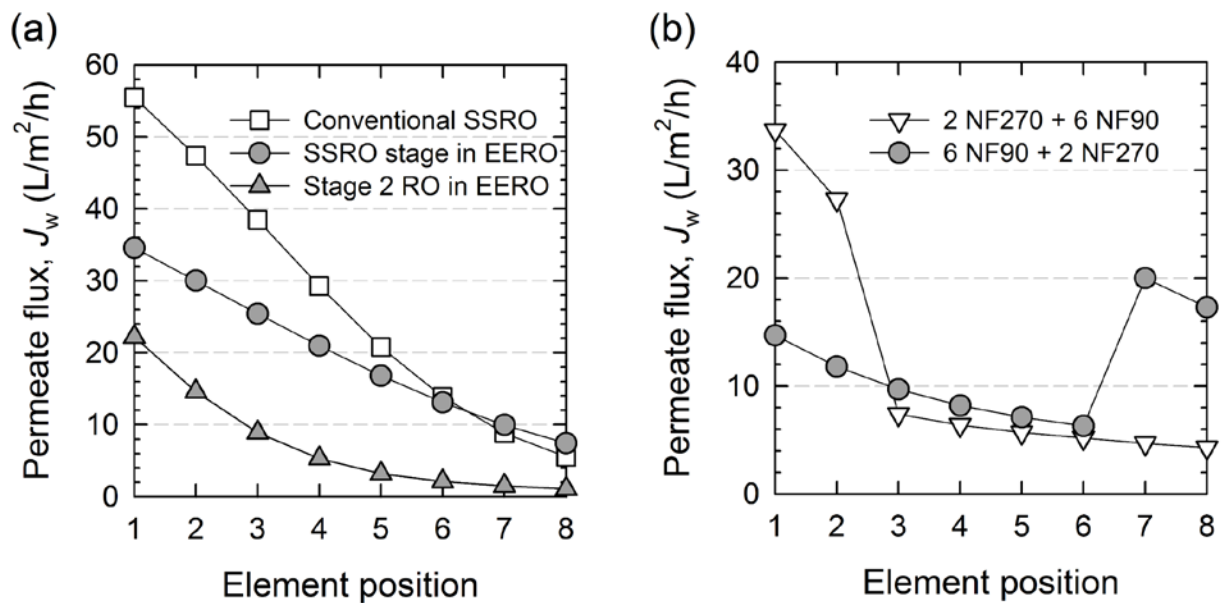 (a)
60
50
40
30
20
10
0
Permeate flux, Jw (L/m²/h)
Conventional SSRO
SSRO stage in EERO
Stage 2 RO in EERO
1 2 3 4 5 6 7 8
Element position
(b)
40
30
20
10
0
Permeate flux, Jw (L/m²/h)
2 NF270 + 6 NF90
6 NF90 + 2 NF270
1 2 3 4 5 6 7 8
Element position